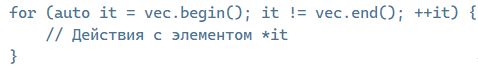 for (auto it = vec.begin(); it != vec.end(); ++it) {
    // Действия с элементом *it
}